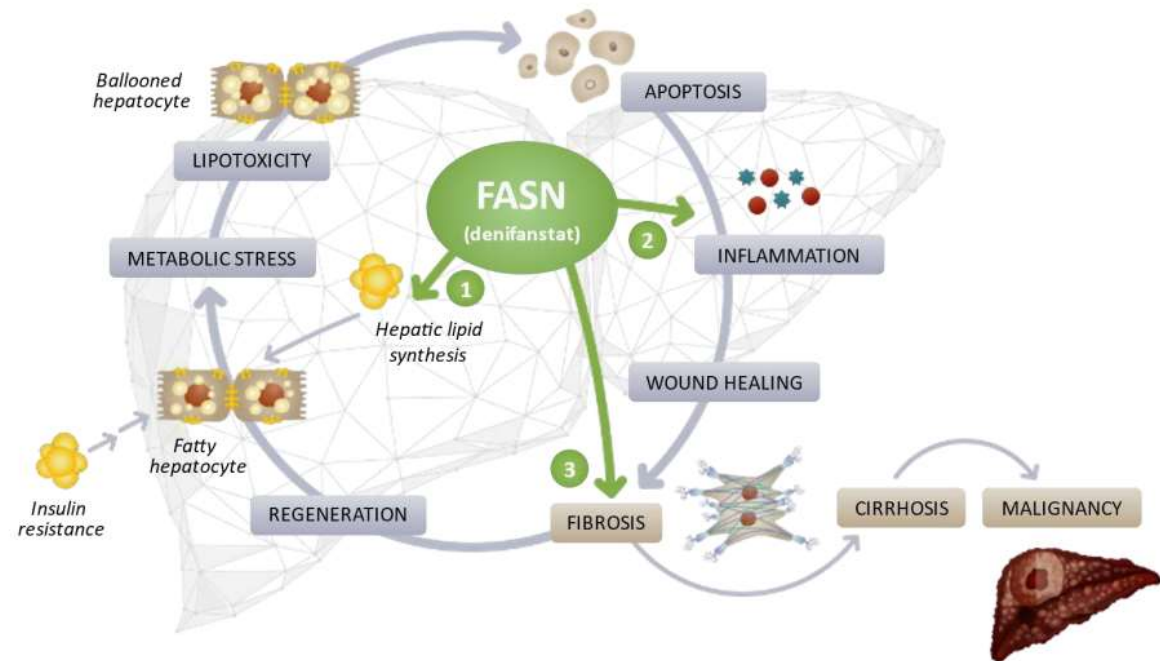 Ballooned
hepatocyte
APOPTOSIS
LIPOTOXICITY
FASN
(denifanstat)
2
METABOLIC STRESS
INFLAMMATION
1
Hepatic lipid
synthesis
WOUND HEALING
Fatty
hepatocyte
3
Insulin
resistance
REGENERATION
FIBROSIS
CIRRHOSIS
MALIGNANCY